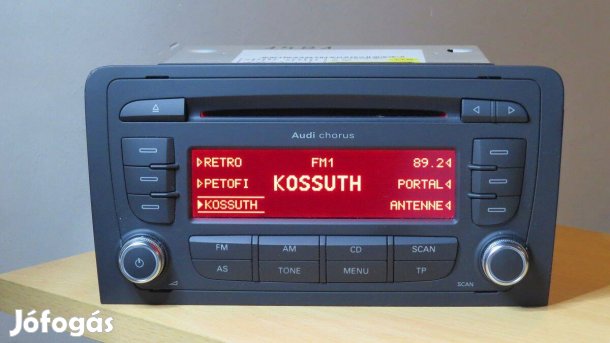 Audi chorus
▷RETRO FM1 89.2◁
▷PETOFI KOSSUTH PORTAL◁
▶KOSSUTH ANTENNE◁
FM AM CD SCAN
AS TONE MENU TP
SCAN
Jófogás